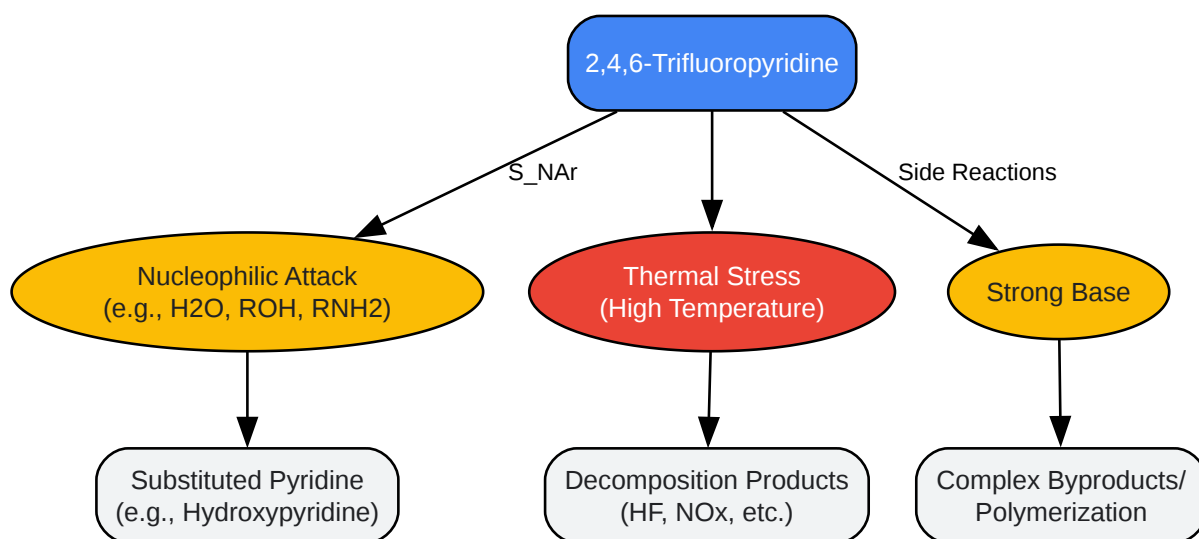 2,4,6-Trifluoropyridine
S_NAr
Side Reactions
Nucleophilic Attack
(e.g., H2O, ROH, RNH2)
Thermal Stress
(High Temperature)
Strong Base
Substituted Pyridine
(e.g., Hydroxypyridine)
Decomposition Products
(HF, NOx, etc.)
Complex Byproducts/
Polymerization